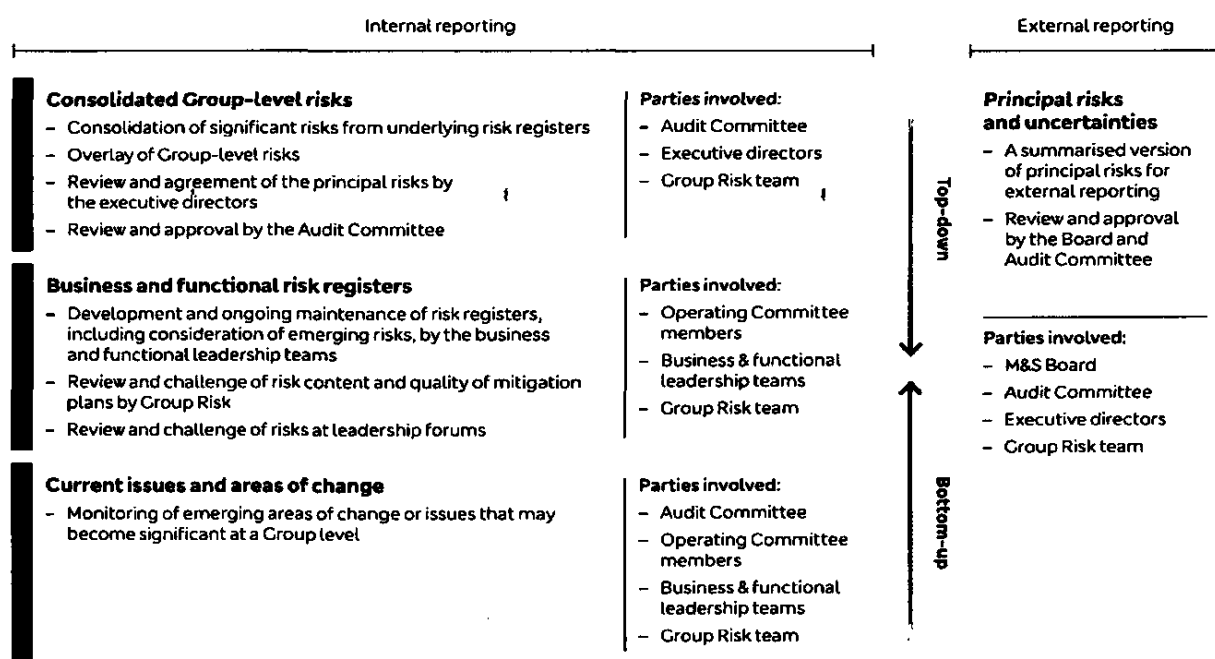 Internal reporting
External reporting
Consolidated Group-level risks
– Consolidation of significant risks from underlying risk registers
– Overlay of Group-level risks
– Review and agreement of the principal risks by
the executive directors
– Review and approval by the Audit Committee
Parties involved:
– Audit Committee
– Executive directors
– Group Risk team
Business and functional risk registers
– Development and ongoing maintenance of risk registers,
including consideration of emerging risks, by the business
and functional leadership teams
– Review and challenge of risk content and quality of mitigation
plans by Group Risk
– Review and challenge of risks at leadership forums
Parties involved:
– Operating Committee
members
– Business & functional
leadership teams
– Group Risk team
Current issues and areas of change
– Monitoring of emerging areas of change or issues that may
become significant at a Group level
Parties involved:
– Audit Committee
– Operating Committee
members
– Business & functional
leadership teams
– Group Risk team
Top-down
Bottom-up
Principal risks
and uncertainties
– A summarised version
of principal risks for
external reporting
– Review and approval
by the Board and
Audit Committee
Parties involved:
– M&S Board
– Audit Committee
– Executive directors
– Group Risk team